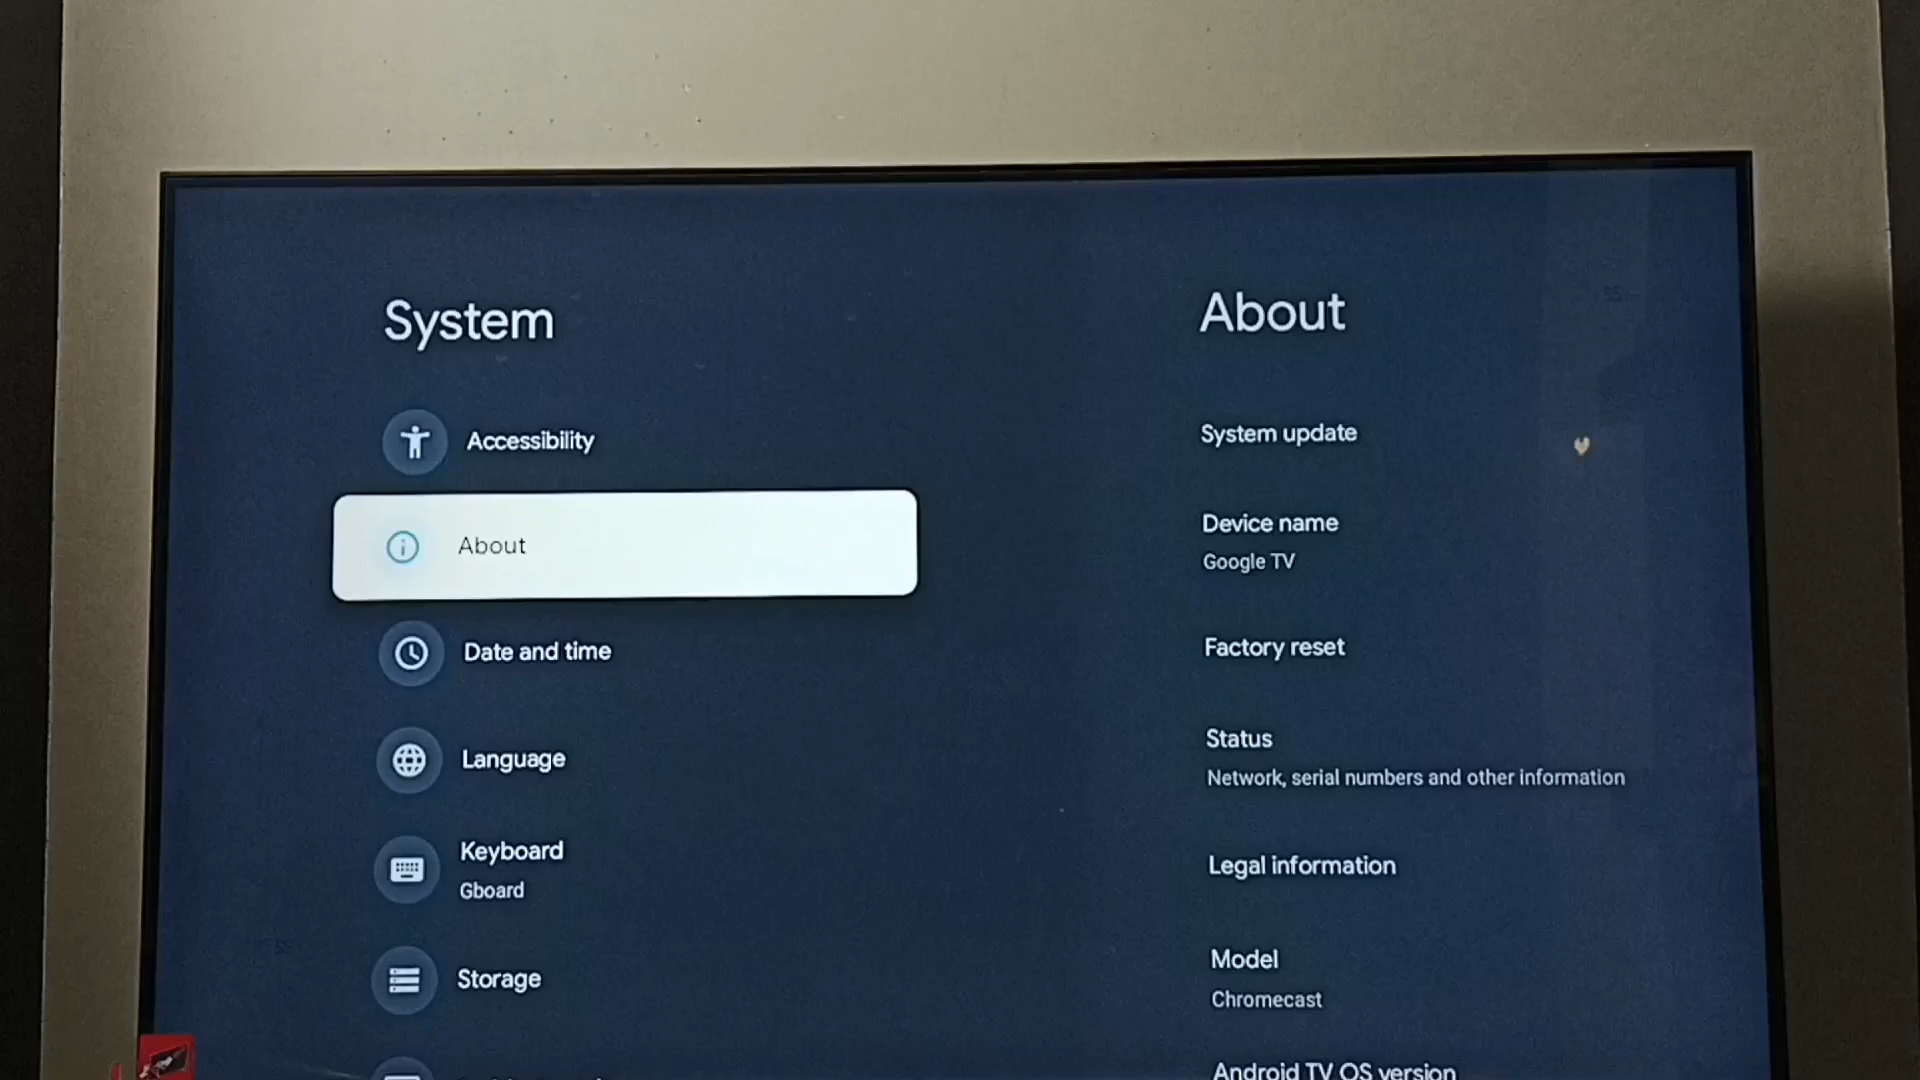 System
Accessibility
About
Date and time
Language
Keyboard
Gboard
Storage
About
System update
Device name
Google TV
Factory reset
Status
Network, serial numbers and other information
Legal information
Model
Chromecast
Android TV OS version